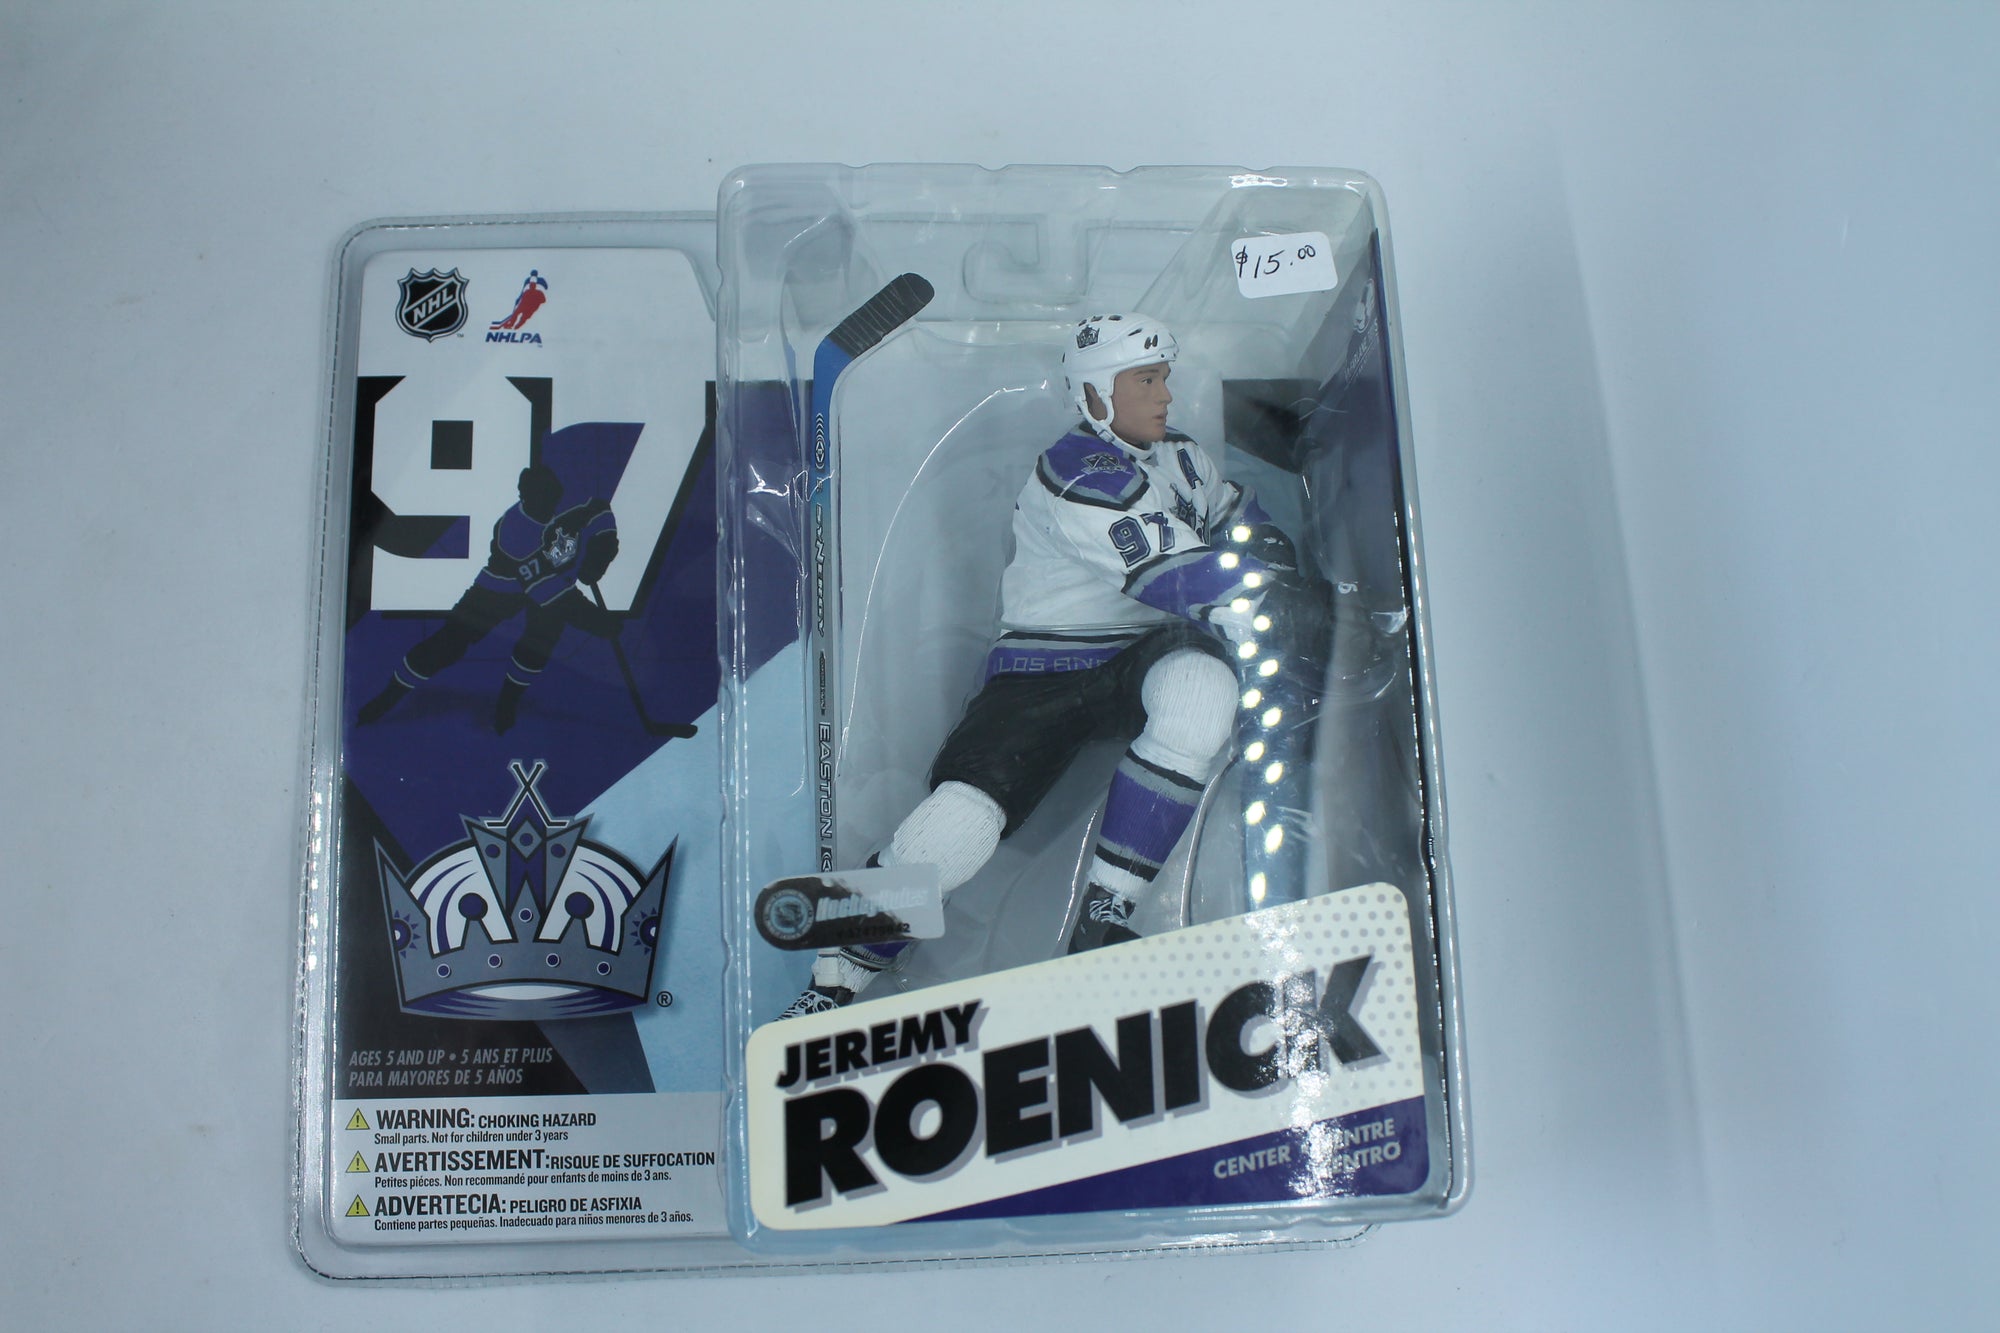 NHL
NHLPA
97
97
AGES 5 AND UP • 5 ANS ET PLUS
PARA MAYORES DE 5 AÑOS
WARNING: CHOKING HAZARD
Small parts. Not for children under 3 years
AVERTISSEMENT: RISQUE DE SUFFOCATION
Petites piéces. Non recommandé pour enfants de moins de 3 ans.
ADVERTECIA: PELIGRO DE ASFIXIA
Contiene partes pequeñas. Inadecuado para niños menores de 3 años.
$15.00
SYNERGY
EASTON
A
97
LOS
JEREMY
ROENICK
CENTER